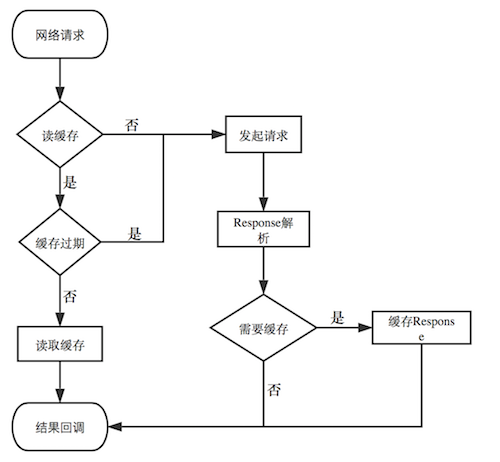 网络请求
读缓存
否
发起请求
是
缓存过期
是
Response解
析
否
需要缓存
是
缓存Respons
e
读取缓存
否
结果回调